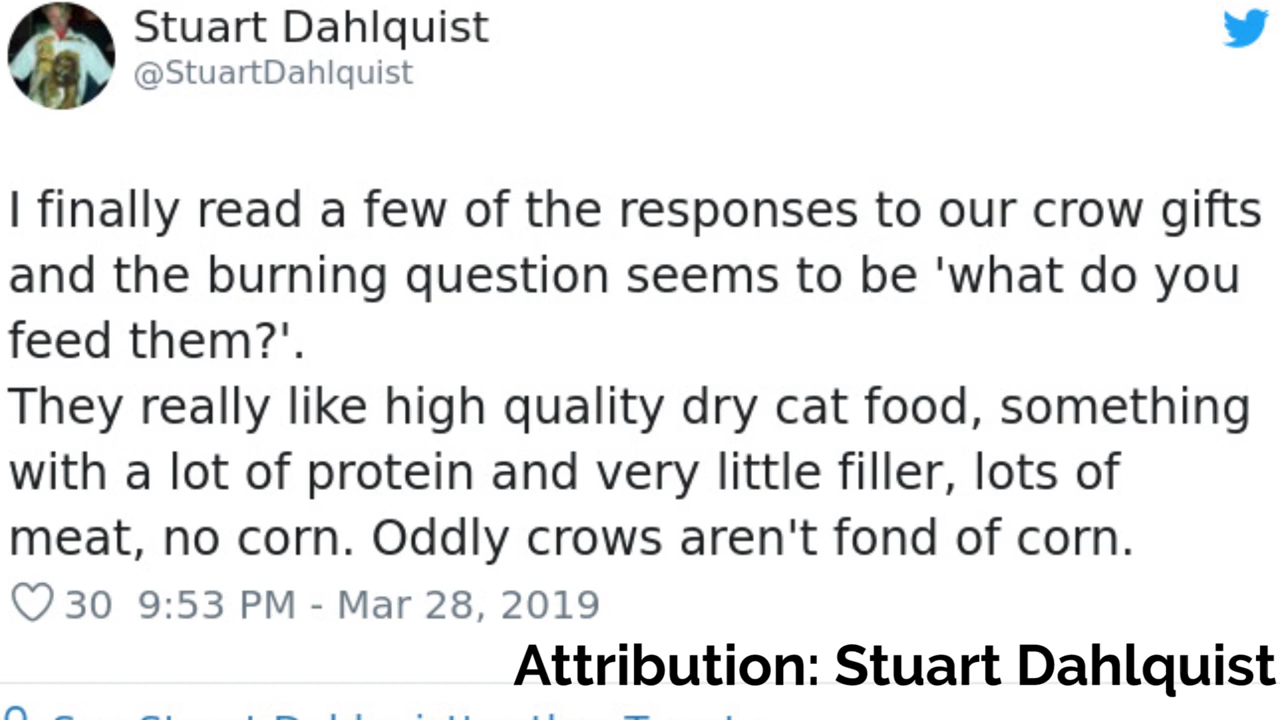 Stuart Dahlquist
@StuartDahlquist
I finally read a few of the responses to our crow gifts
and the burning question seems to be 'what do you
feed them?'.
They really like high quality dry cat food, something
with a lot of protein and very little filler, lots of
meat, no corn. Oddly crows aren't fond of corn.
30 9:53 PM - Mar 28, 2019
Attribution: Stuart Dahlquist